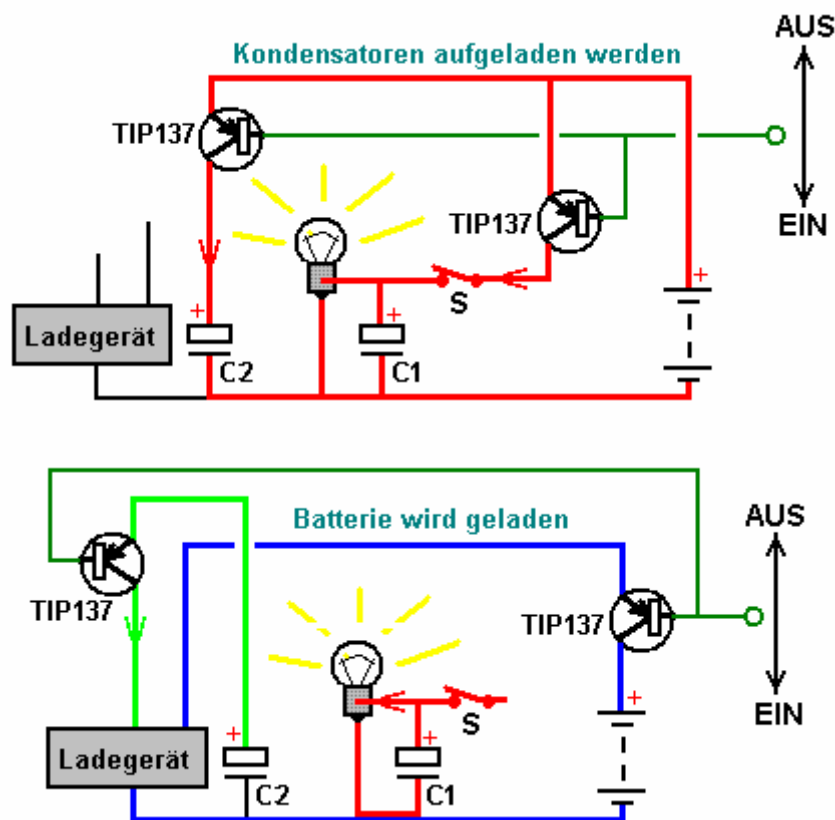 AUS
Kondensatoren aufgeladen werden
TIP137
TIP137
EIN
+
S
Ladegerät
+
C2
+
C1
Batterie wird geladen
AUS
TIP137
TIP137
+
S
EIN
Ladegerät
+
C2
+
C1